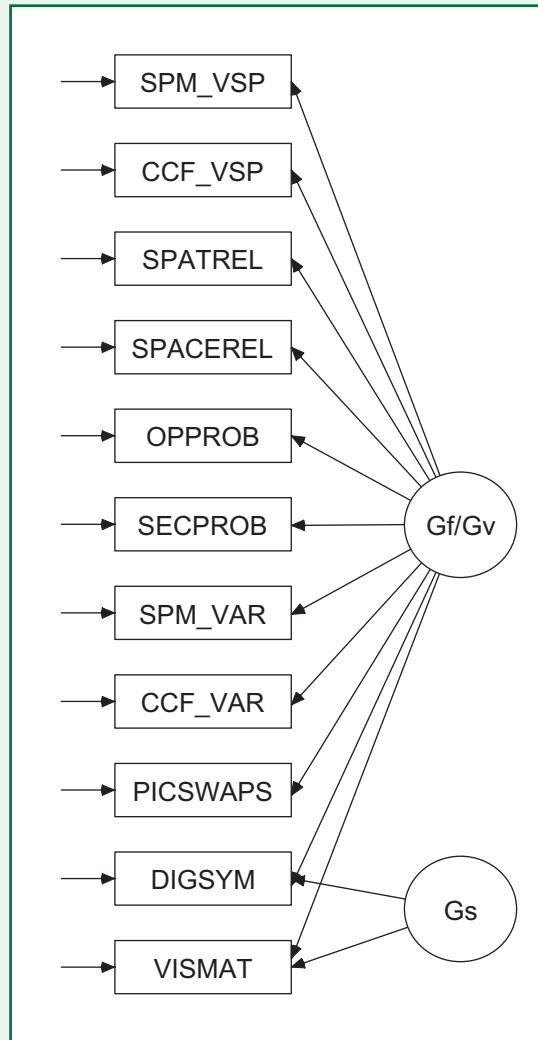 SPM_VSP
CCF_VSP
SPATREL
SPACEREL
OPPROB
SECPROB
SPM_VAR
CCF_VAR
PICSWAPS
DIGSYM
VISMAT
Gf/Gv
Gs